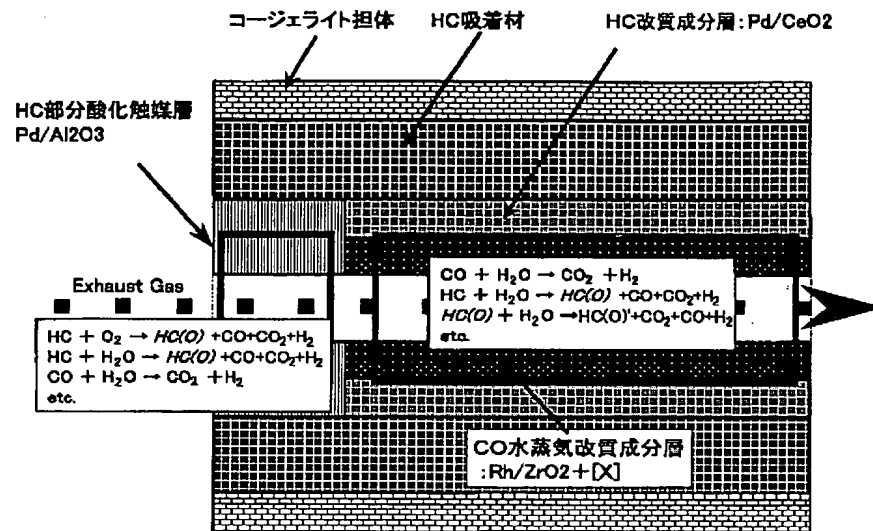 コージェライト担体
HC吸着材
HC改質成分層:Pd/CeO2
HC部分酸化触媒層
Pd/Al2O3
Exhaust Gas
HC + O₂ → HC(O) +CO+CO₂+H₂
HC + H₂O → HC(O) +CO+CO₂+H₂
CO + H₂O → CO₂ +H₂
etc.
CO + H₂O → CO₂ +H₂
HC + H₂O → HC(O) +CO+CO₂+H₂
HC(O) + H₂O →HC(O)'+CO₂+CO+H₂
etc.
CO水蒸気改質成分層
:Rh/ZrO2+[X]